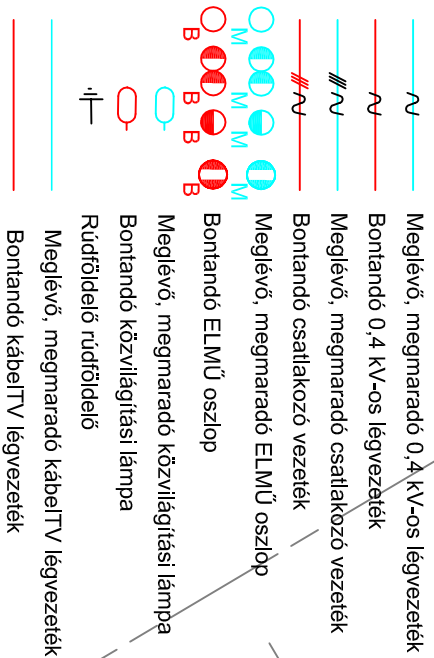 Meglévő, megmaradó 0,4 kV-os légvezeték
Bontandó 0,4 kV-os légvezeték
Meglévő, megmaradó csatlakozó vezeték
Bontandó csatlakozó vezeték
M M M M
Meglévő, megmaradó ELMŰ oszlop
B B B B
Bontandó ELMŰ oszlop
Meglévő, megmaradó közvilágítási lámpa
Bontandó közvilágítási lámpa
Rúdföldelő rúdföldelő
Meglévő, megmaradó kábelTV légvezeték
Bontandó kábelTV légvezeték